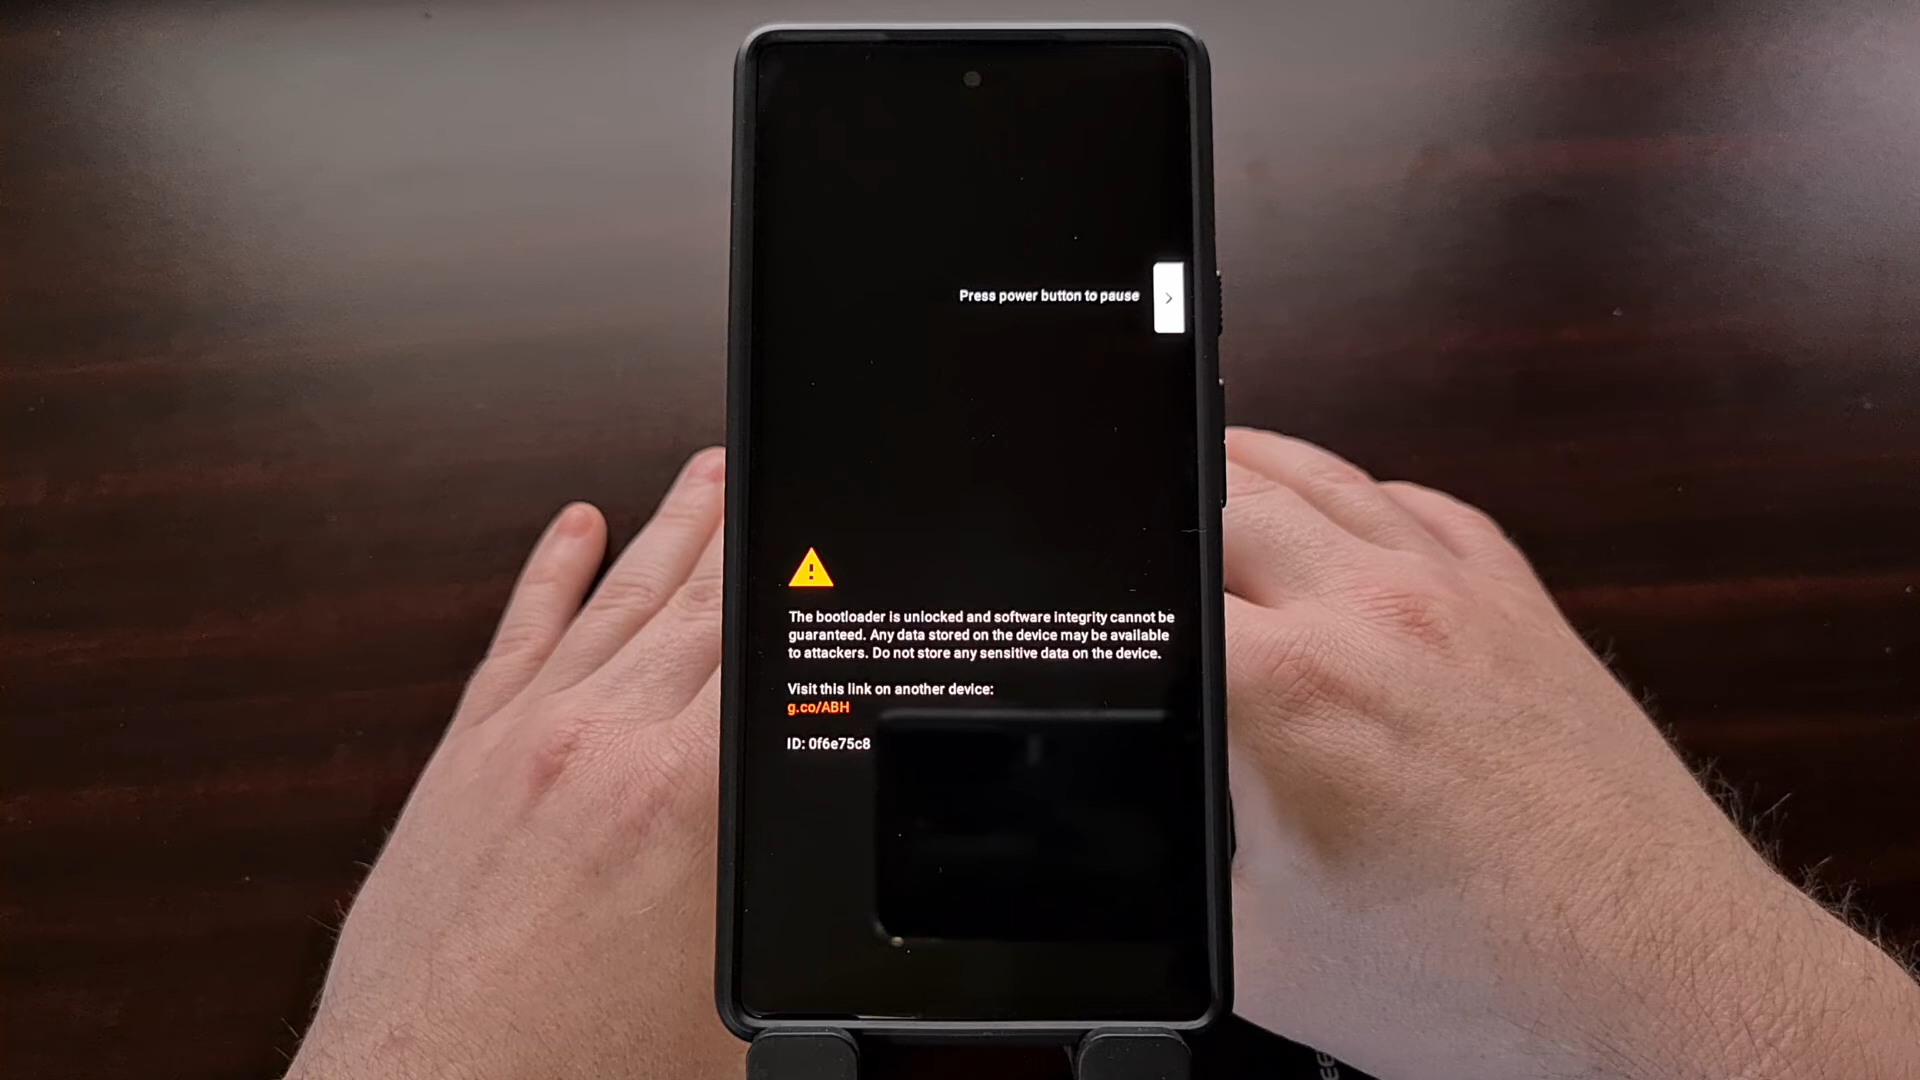 Press power button to pause
The bootloader is unlocked and software integrity cannot be
guaranteed. Any data stored on the device may be available
to attackers. Do not store any sensitive data on the device.
Visit this link on another device:
g.co/ABH
ID: 0f6e75c8